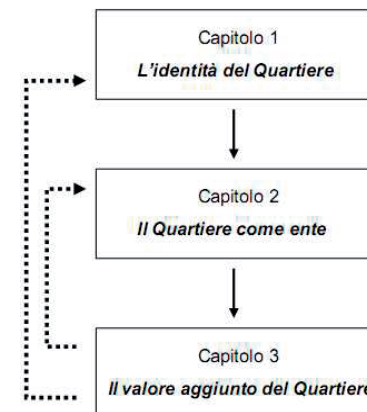 Capitolo 1
L'identità del Quartiere
Capitolo 2
Il Quartiere come ente
Capitolo 3
Il valore aggiunto del Quartiere